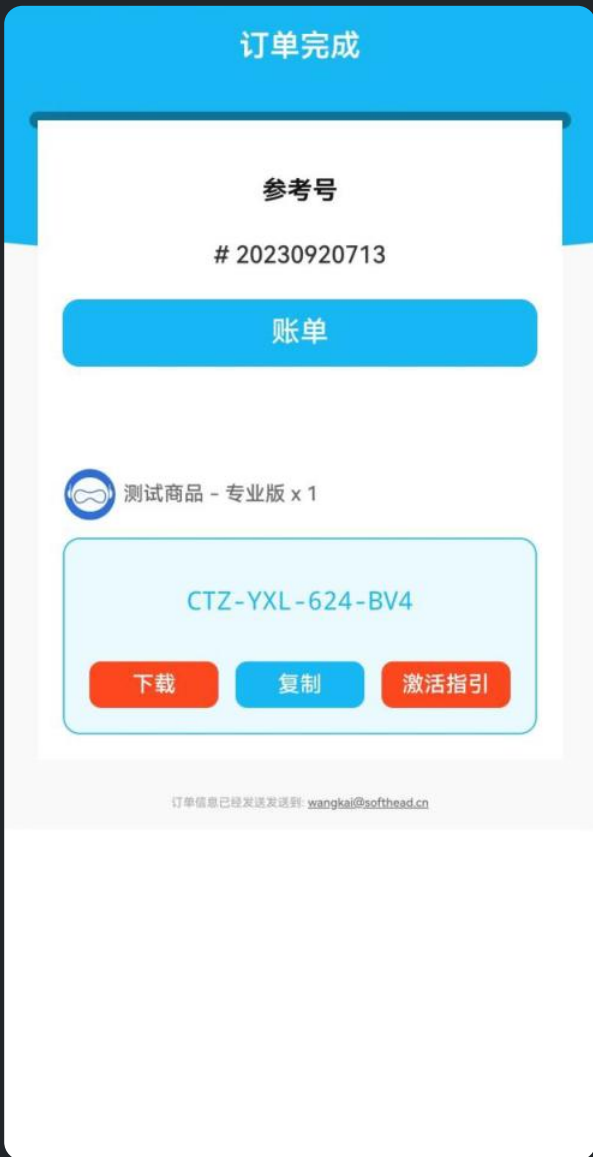 订单完成
参考号
# 20230920713
账单
测试商品 - 专业版 x 1
CTZ-YXL-624-BV4
下载 复制 激活指引
订单信息已经发送发送到: wangkai@softhead.cn